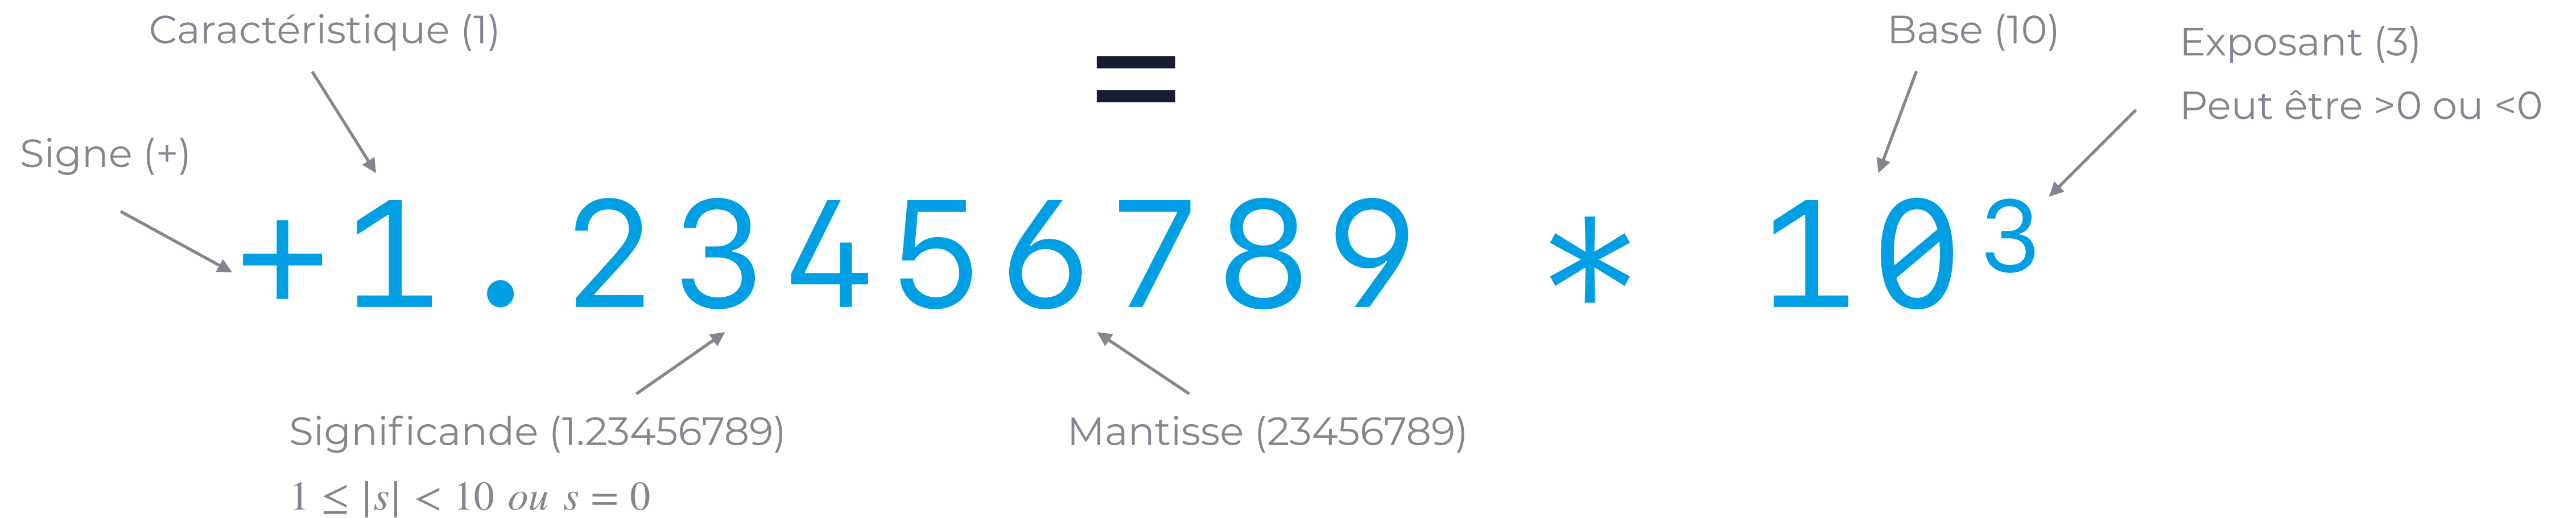 Caractéristique (1)
=
Base (10)
Exposant (3)
Peut être >0 ou <0
Signe (+)
+1.23456789 * 10³
Significande (1.23456789)
1 ≤ |s| < 10 ou s = 0
Mantisse (23456789)